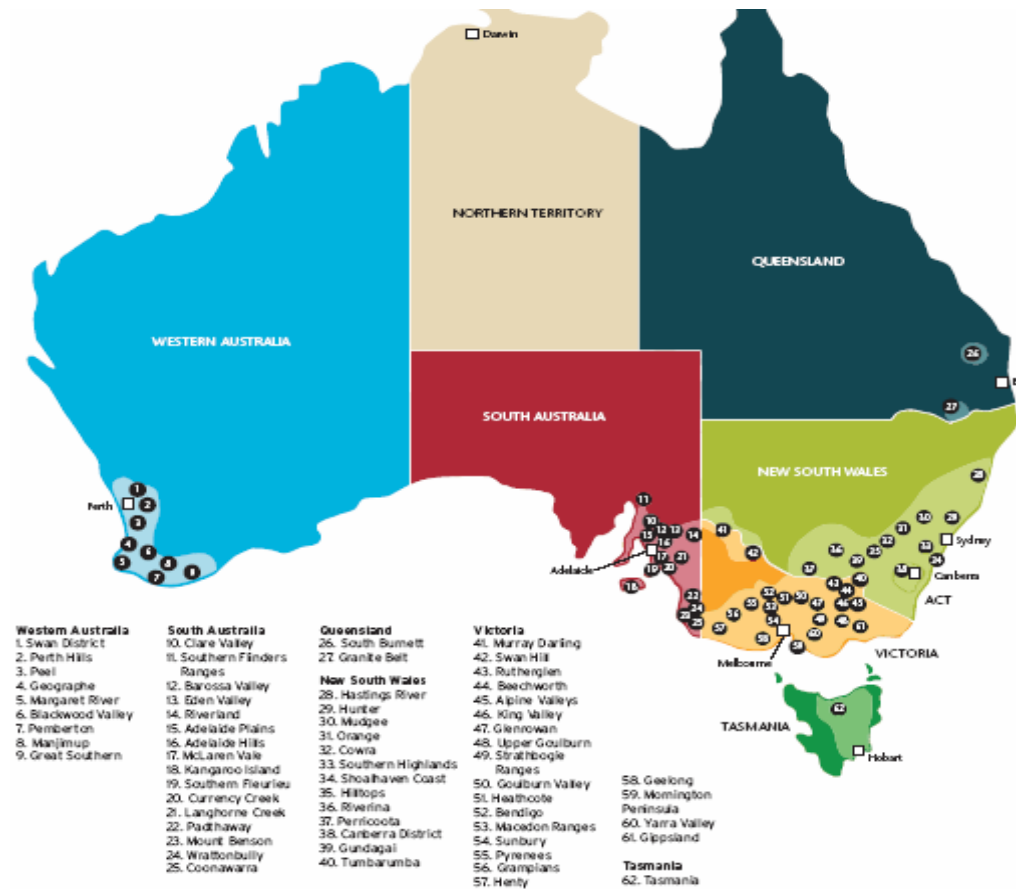 Darwin
NORTHERN TERRITORY
QUEENSLAND
WESTERN AUSTRALIA
26
SOUTH AUSTRALIA
27
NEW SOUTH WALES
Perth
Adelaide
Sydney
Canberra
ACT
Melbourne
VICTORIA
TASMANIA
62
Hobart
Western Australia
1. Swan District
2. Perth Hills
3. Peel
4. Geographe
5. Margaret River
6. Blackwood Valley
7. Pemberton
8. Manjimup
9. Great Southern
South Australia
10. Clare Valley
11. Southern Flinders
Ranges
12. Barossa Valley
13. Eden Valley
14. Riverland
15. Adelaide Plains
16. Adelaide Hills
17. McLaren Vale
18. Kangaroo Island
19. Southern Fleurieu
20. Currency Creek
21. Langhorne Creek
22. Padthaway
23. Mount Benson
24. Wrattonbully
25. Coonawarra
Queensland
26. South Burnett
27. Granite Belt
New South Wales
28. Hastings River
29. Hunter
30. Mudgee
31. Orange
32. Cowra
33. Southern Highlands
34. Shoalhaven Coast
35. Hilltops
36. Riverina
37. Perricoota
38. Canberra District
39. Gundagai
40. Tumbarumba
Victoria
41. Murray Darling
42. Swan Hill
43. Rutherglen
44. Beechworth
45. Alpine Valleys
46. King Valley
47. Glenrowan
48. Upper Goulburn
49. Strathbogie
Ranges
50. Goulburn Valley
51. Heathcote
52. Bendigo
53. Macedon Ranges
54. Sunbury
55. Pyrenees
56. Grampians
57. Henty
58. Geelong
59. Mornington
Peninsula
60. Yarra Valley
61. Gippsland
Tasmania
62. Tasmania